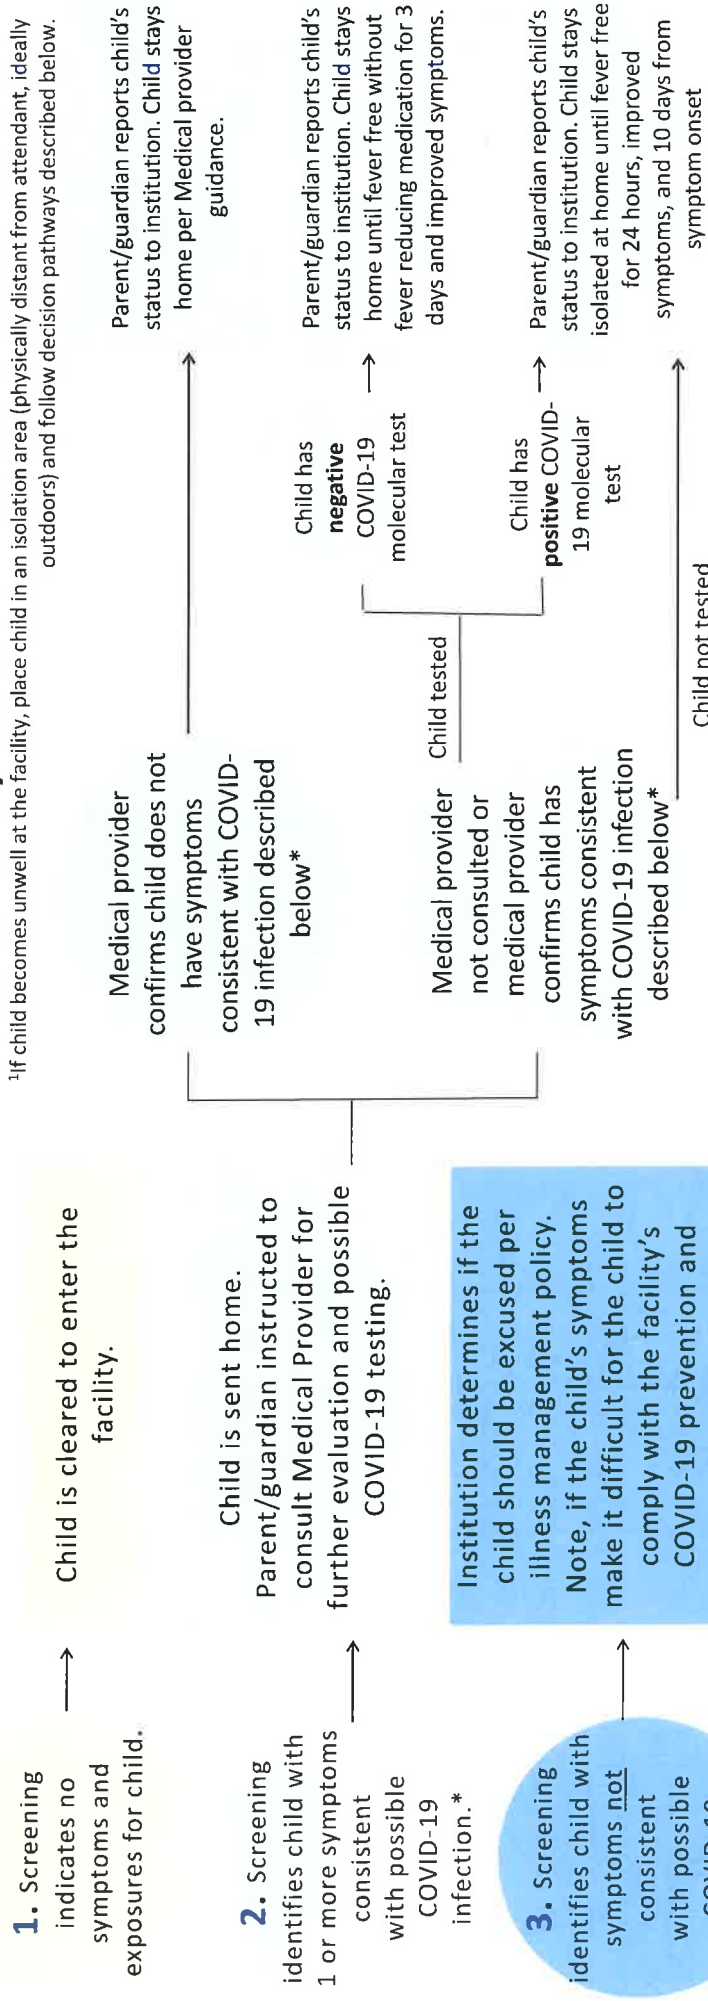 ¹If child becomes unwell at the facility, place child in an isolation area (physically distant from attendant, ideally
outdoors) and follow decision pathways described below.
1. Screening
indicates no
symptoms and
exposures for child.
Child is cleared to enter the
facility.
2. Screening
identifies child with
1 or more symptoms
consistent
with possible
COVID-19
infection.*
Child is sent home.
Parent/guardian instructed to
consult Medical Provider for
further evaluation and possible
COVID-19 testing.
Medical provider
confirms child does not
have symptoms
consistent with COVID-
19 infection described
below*
Parent/guardian reports child's
status to institution. Child stays
home per Medical provider
guidance.
Medical provider
not consulted or
medical provider
confirms child has
symptoms consistent
with COVID-19 infection
described below*
Child tested
Child has
negative
COVID-19
molecular test
Parent/guardian reports child's
status to institution. Child stays
home until fever free without
fever reducing medication for 3
days and improved symptoms.
Child has
positive COVID-
19 molecular
test
Parent/guardian reports child's
status to institution. Child stays
isolated at home until fever free
for 24 hours, improved
symptoms, and 10 days from
symptom onset
Child not tested
3. Screening
identifies child with
symptoms not
consistent
with possible
COVID-19
Institution determines if the
child should be excused per
illness management policy.
Note, if the child's symptoms
make it difficult for the child to
comply with the facility's
COVID-19 prevention and